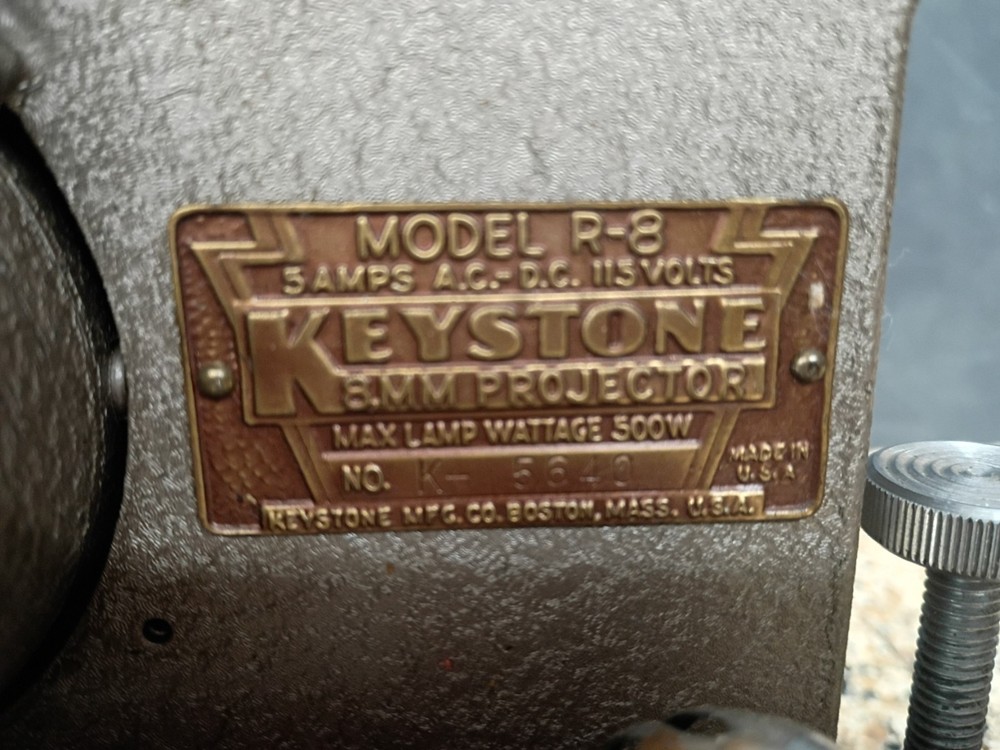 MODEL R-8
5 AMPS A.C.-D.C. 115 VOLTS
KEYSTONE
8.MM PROJECTOR
MAX LAMP WATTAGE 500W
NO. K- 5640
MADE IN
U.S.A
KEYSTONE MFG. CO. BOSTON, MASS. U.S.A.